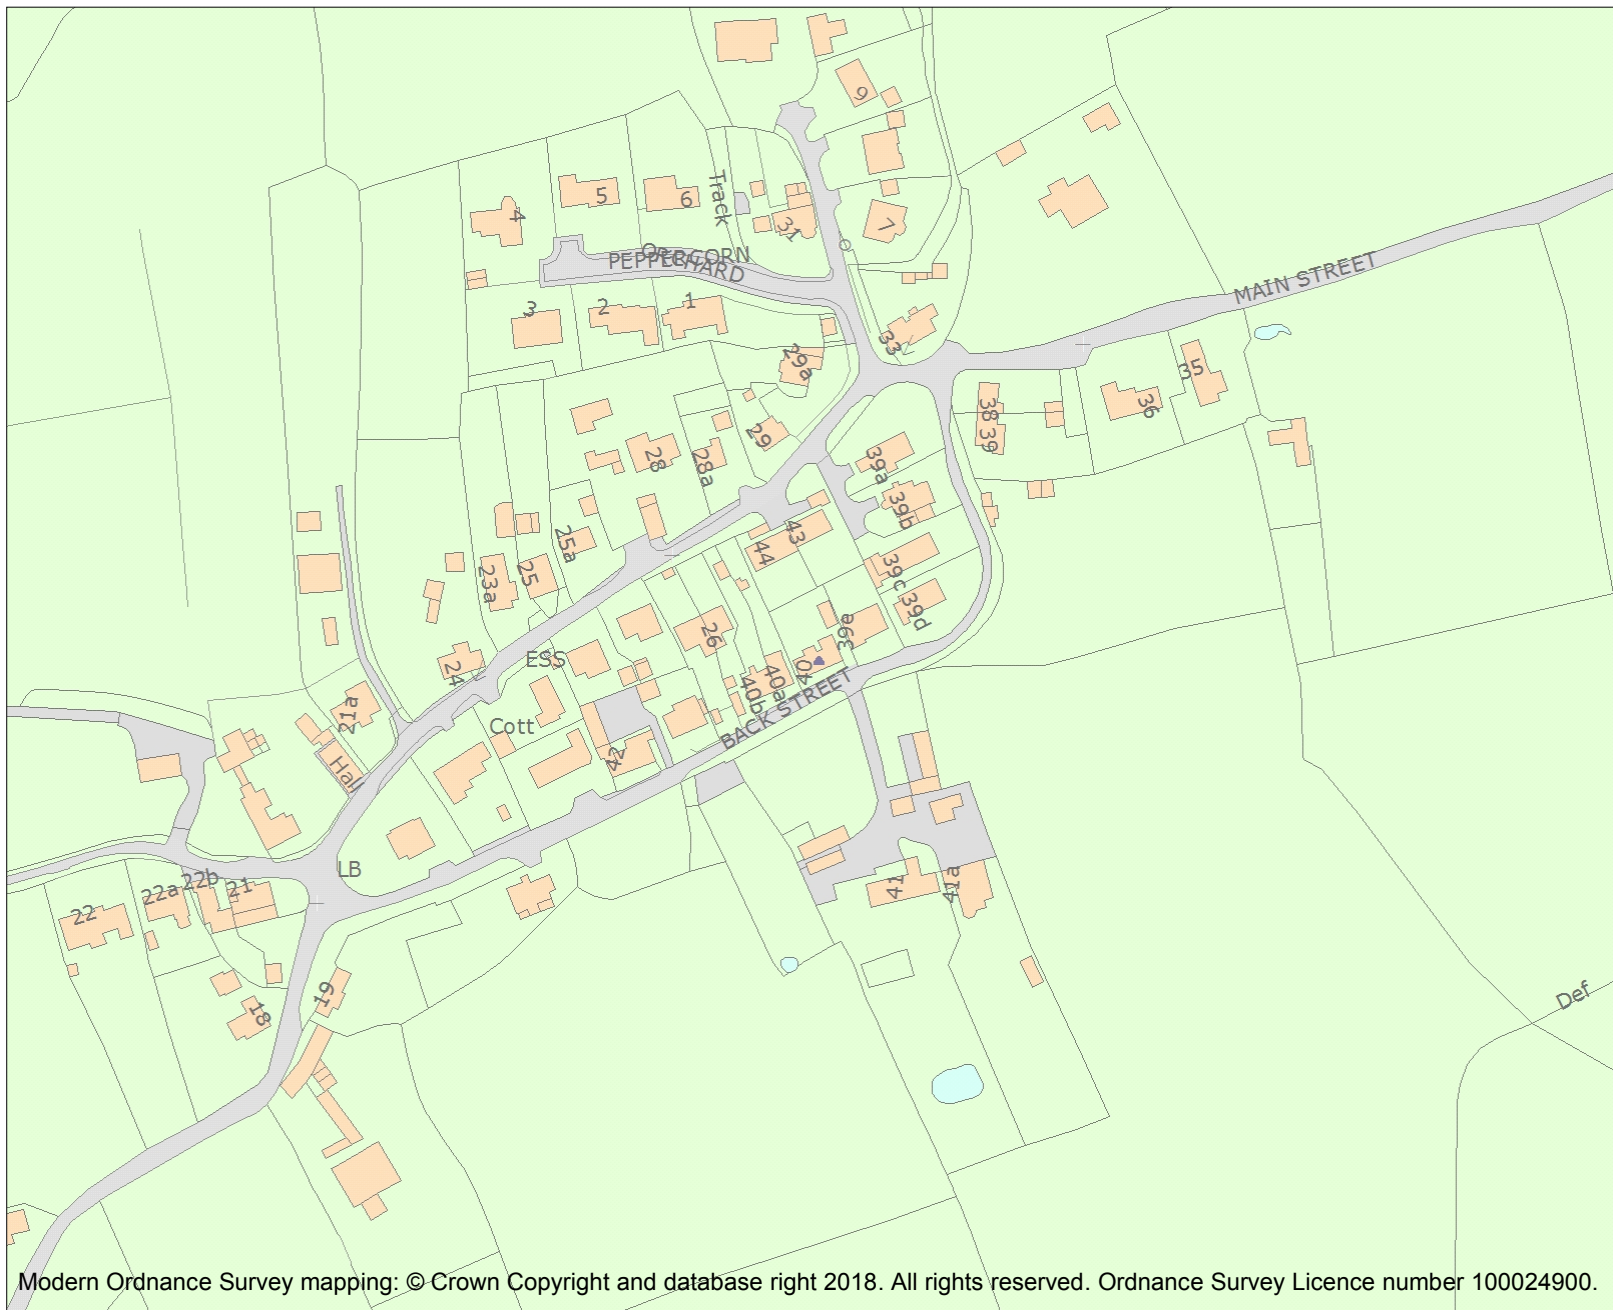 9
Track
5
6
4
31
7
PEPPERCORN
ORCHARD
MAIN STREET
3
2
1
33
29a
35
36
38
39
29
28
28a
39a
39b
43
44
25a
25
23a
39c
39d
39e
26
ESS
24
40
40a
40b
BACK STREET
21a
Cott
42
Hall
LB
22
22a
22b
21
41
41a
19
18
Def
Modern Ordnance Survey mapping: © Crown Copyright and database right 2018. All rights reserved. Ordnance Survey Licence number 100024900.